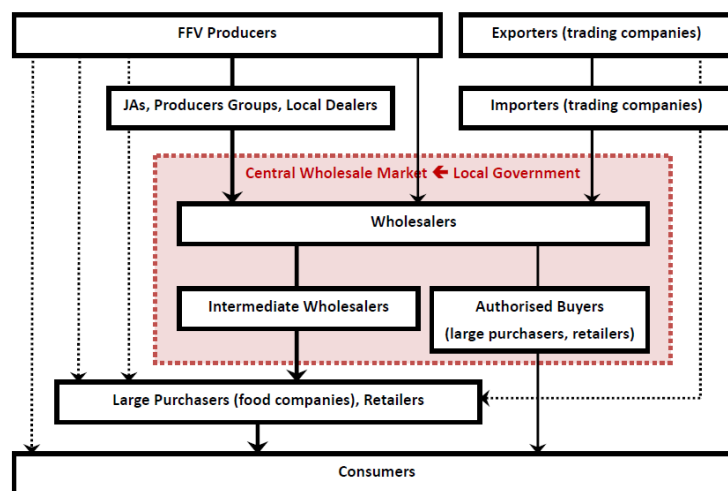 FFV Producers
Exporters (trading companies)
JAs, Producers Groups, Local Dealers
Importers (trading companies)
Central Wholesale Market ← Local Government
Wholesalers
Intermediate Wholesalers
Authorised Buyers
(large purchasers, retailers)
Large Purchasers (food companies), Retailers
Consumers